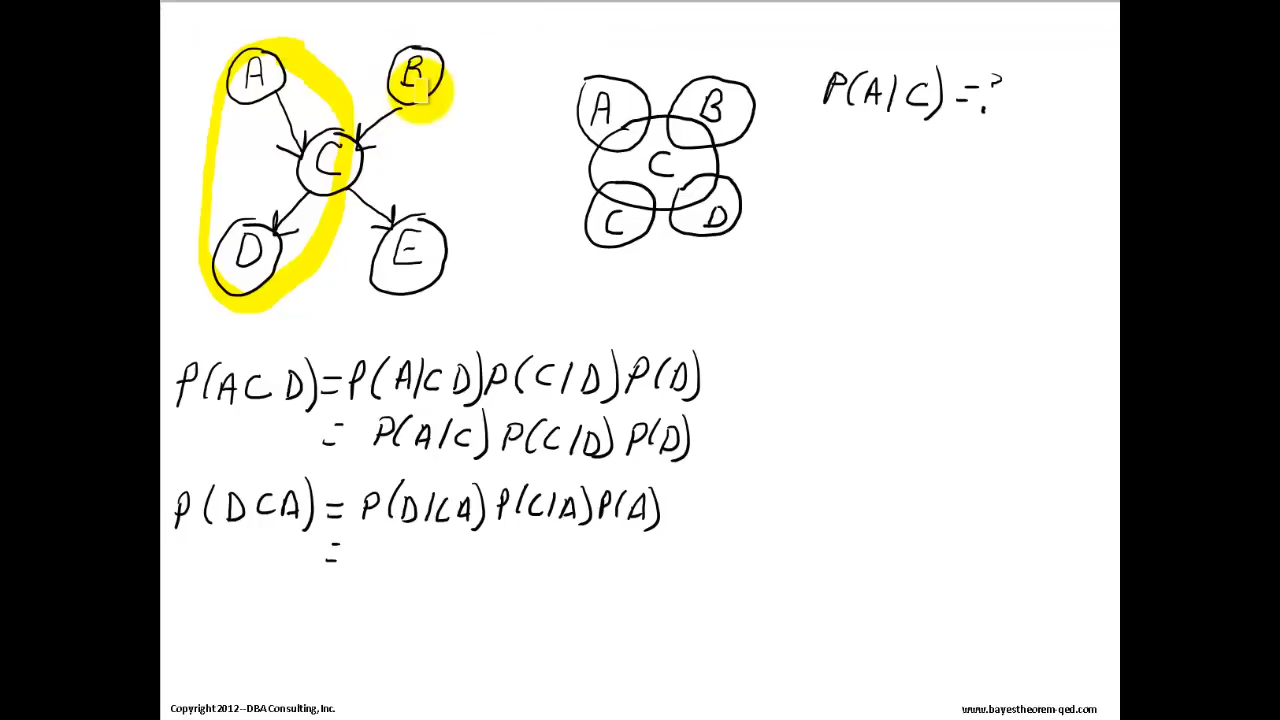 A
B
C
D
E
A
B
C
C
D
P(A/C) = ?
P(ACD) = P(A/CD)P(C/D)P(D)
= P(A/C) P(C/D) P(D)
P(DCA) = P(D/CA)P(C/A)P(A)
=
Copyright 2012--DBA Consulting, Inc.
www.bayestheorem-qed.com